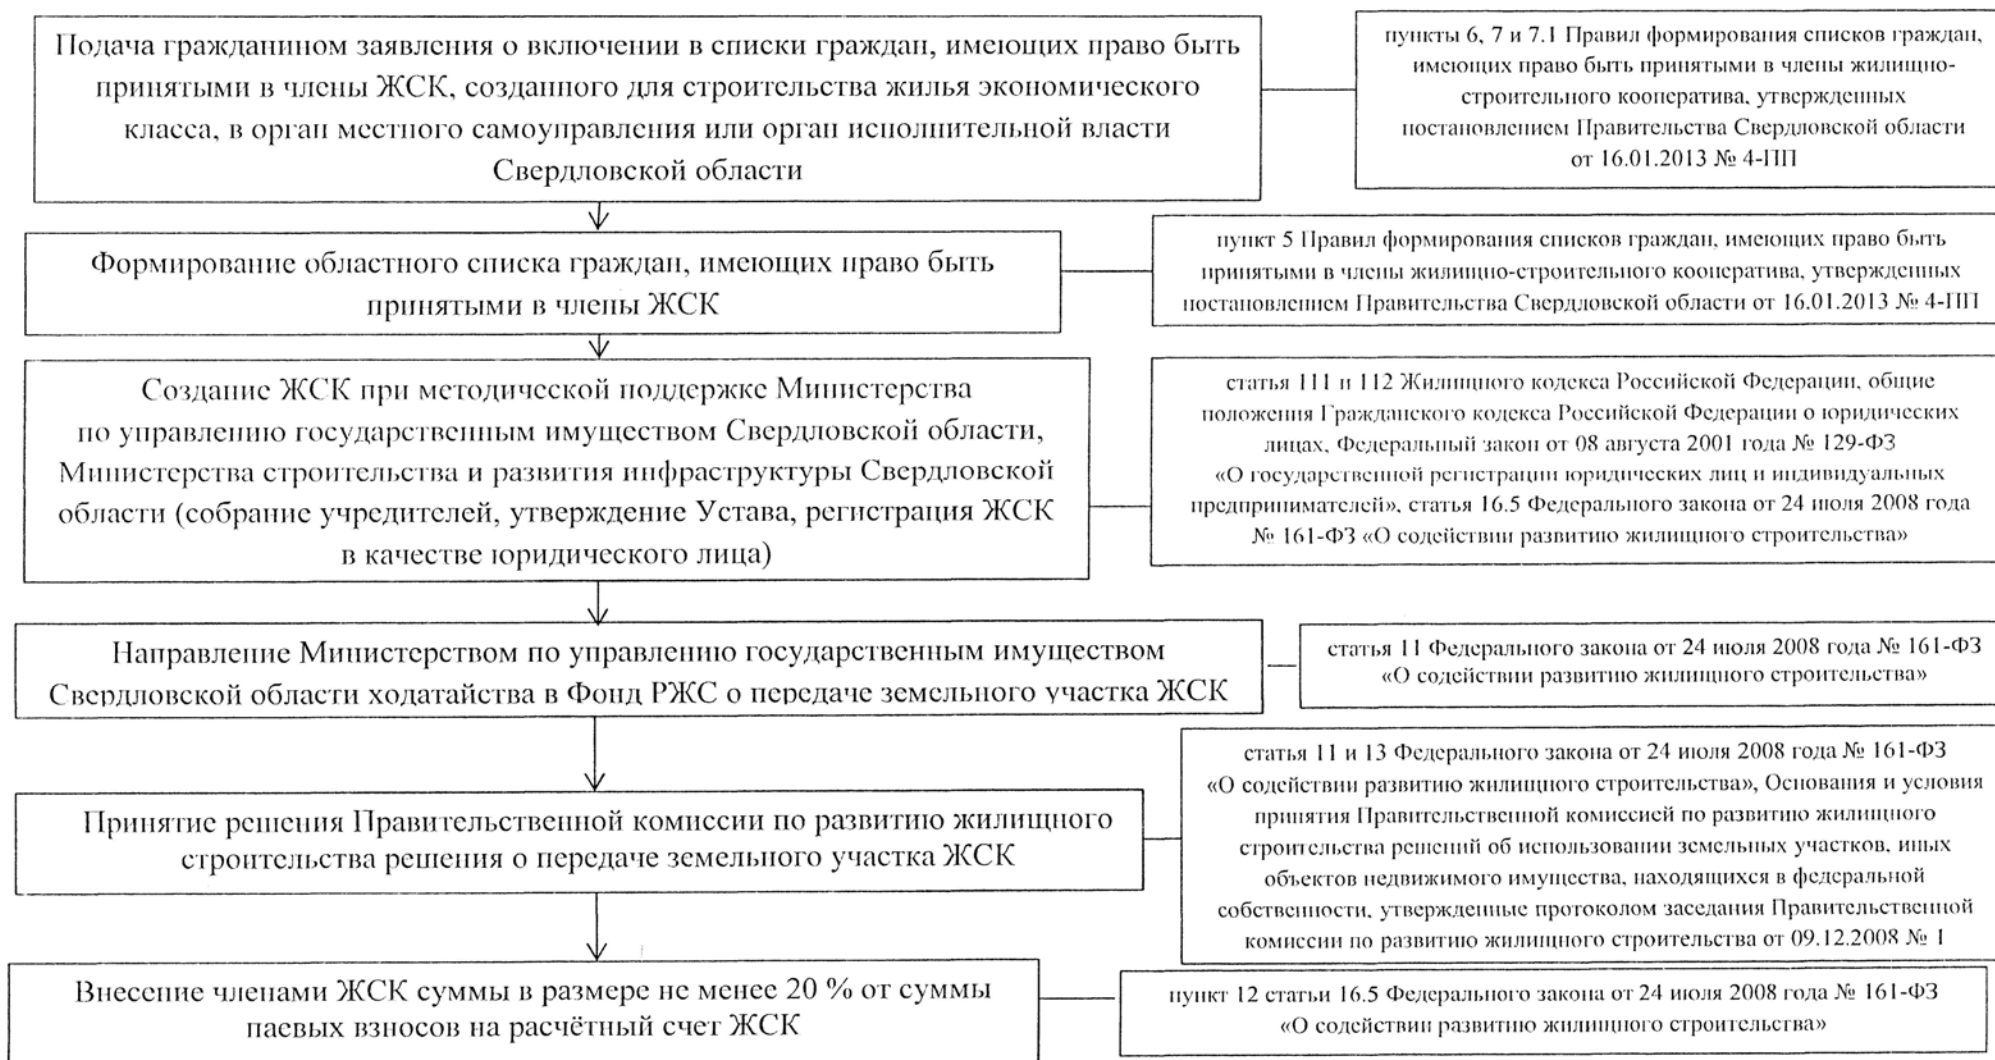 Подача гражданином заявления о включении в списки граждан, имеющих право быть
принятыми в члены ЖСК, созданного для строительства жилья экономического
класса, в орган местного самоуправления или орган исполнительной власти
Свердловской области
пункты 6, 7 и 7.1 Правил формирования списков граждан,
имеющих право быть принятыми в члены жилищно-
строительного кооператива, утвержденных
постановлением Правительства Свердловской области
от 16.01.2013 № 4-ПП
Формирование областного списка граждан, имеющих право быть
принятыми в члены ЖСК
пункт 5 Правил формирования списков граждан, имеющих право быть
принятыми в члены жилищно-строительного кооператива, утвержденных
постановлением Правительства Свердловской области от 16.01.2013 № 4-ПП
Создание ЖСК при методической поддержке Министерства
по управлению государственным имуществом Свердловской области,
Министерства строительства и развития инфраструктуры Свердловской
области (собрание учредителей, утверждение Устава, регистрация ЖСК
в качестве юридического лица)
статья 111 и 112 Жилищного кодекса Российской Федерации, общие
положения Гражданского кодекса Российской Федерации о юридических
лицах, Федеральный закон от 08 августа 2001 года № 129-ФЗ
«О государственной регистрации юридических лиц и индивидуальных
предпринимателей», статья 16.5 Федерального закона от 24 июля 2008 года
№ 161-ФЗ «О содействии развитию жилищного строительства»
Направление Министерством по управлению государственным имуществом
Свердловской области ходатайства в Фонд РЖС о передаче земельного участка ЖСК
статья 11 Федерального закона от 24 июля 2008 года № 161-ФЗ
«О содействии развитию жилищного строительства»
Принятие решения Правительственной комиссии по развитию жилищного
строительства решения о передаче земельного участка ЖСК
статья 11 и 13 Федерального закона от 24 июля 2008 года № 161-ФЗ
«О содействии развитию жилищного строительства», Основания и условия
принятия Правительственной комиссией по развитию жилищного
строительства решений об использовании земельных участков, иных
объектов недвижимого имущества, находящихся в федеральной
собственности, утвержденные протоколом заседания Правительственной
комиссии по развитию жилищного строительства от 09.12.2008 № 1
Внесение членами ЖСК суммы в размере не менее 20 % от суммы
паевых взносов на расчётный счет ЖСК
пункт 12 статьи 16.5 Федерального закона от 24 июля 2008 года № 161-ФЗ
«О содействии развитию жилищного строительства»